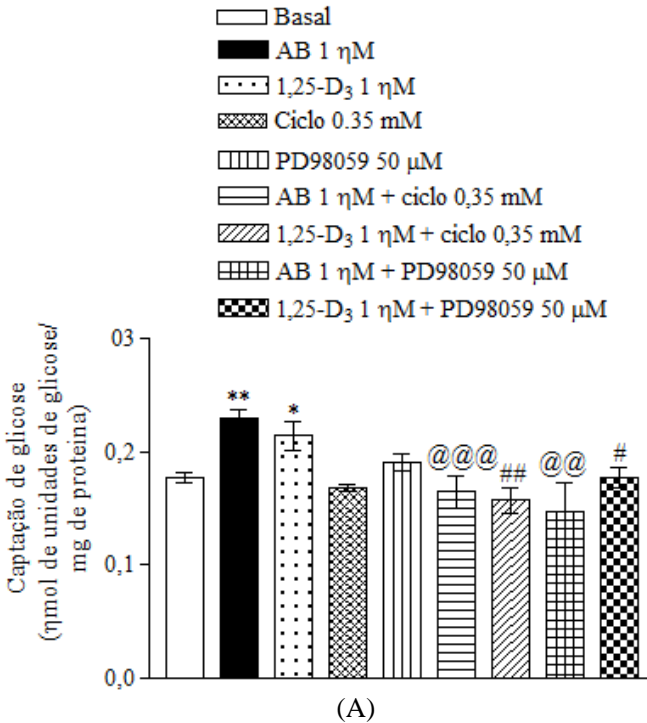 Basal
AB 1 ηM
1,25-D₃ 1 ηM
Ciclo 0.35 mM
PD98059 50 µM
AB 1 ηM + ciclo 0,35 mM
1,25-D₃ 1 ηM + ciclo 0,35 mM
AB 1 ηM + PD98059 50 µM
1,25-D₃ 1 ηM + PD98059 50 µM
Captação de glicose
(ηmol de unidades de glicose/
mg de proteina)
03
0,2
0,1
0,0
** * @@@ ## @@ #
(A)